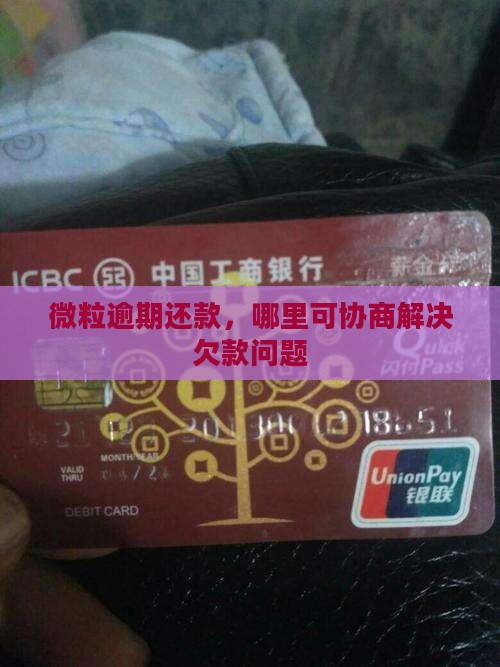 ICBC 中国工商银行
微粒逾期还款，哪里可协商解决
欠款问题
Quick
闪付Pass
MONTH/YEAR
VALID
THRU
UnionPay
银联
DEBIT CARD